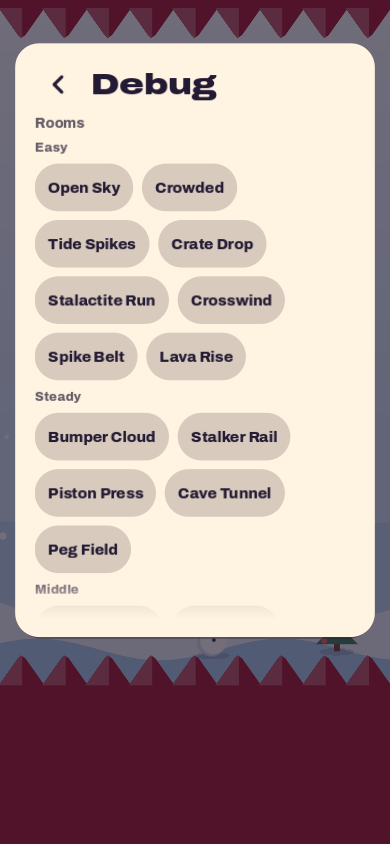 Debug
Rooms
Easy
Open Sky Crowded
Tide Spikes Crate Drop
Stalactite Run Crosswind
Spike Belt Lava Rise
Steady
Bumper Cloud Stalker Rail
Piston Press Cave Tunnel
Peg Field
Middle